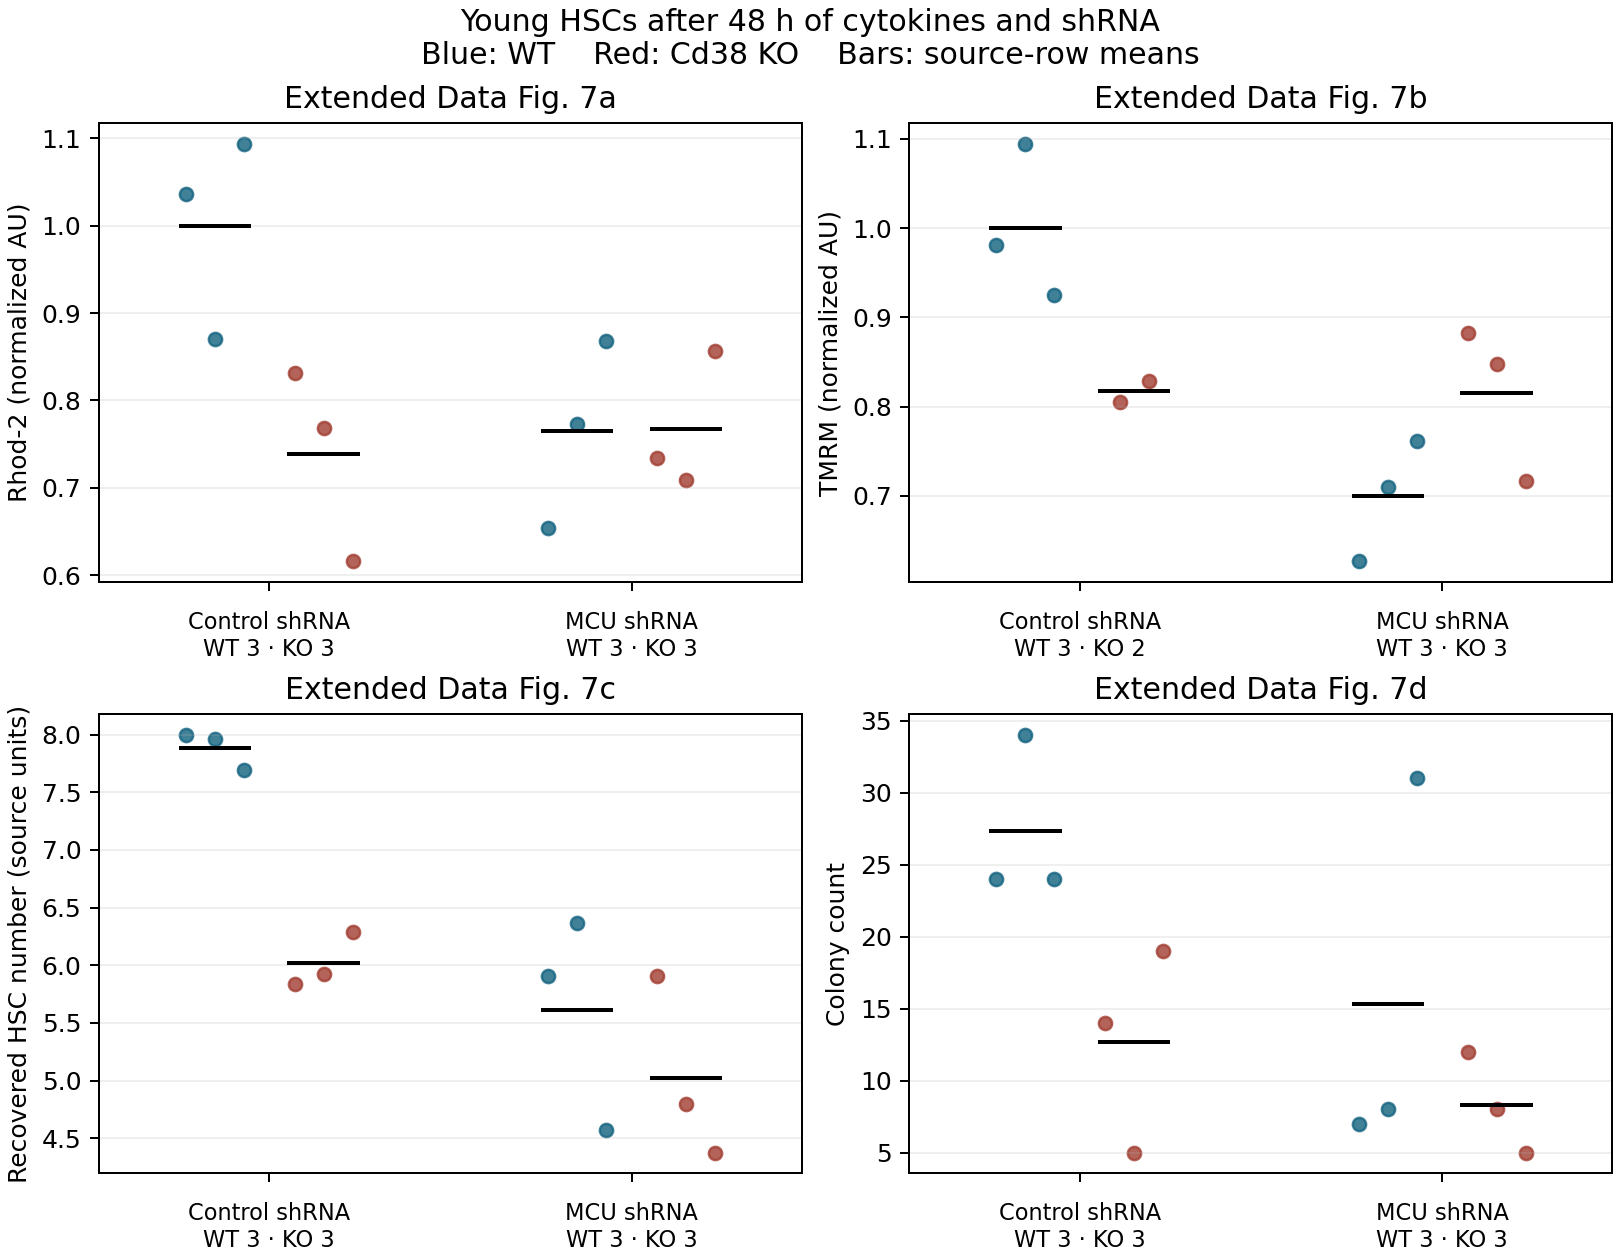 Young HSCs after 48 h of cytokines and shRNA
Blue: WT    Red: Cd38 KO    Bars: source-row means
Extended Data Fig. 7a
Rhod-2 (normalized AU)
1.1
1.0
0.9
0.8
0.7
0.6
Control shRNA
WT 3 · KO 3
MCU shRNA
WT 3 · KO 3
Extended Data Fig. 7b
TMRM (normalized AU)
1.1
1.0
0.9
0.8
0.7
Control shRNA
WT 3 · KO 2
MCU shRNA
WT 3 · KO 3
Extended Data Fig. 7c
Recovered HSC number (source units)
8.0
7.5
7.0
6.5
6.0
5.5
5.0
4.5
Control shRNA
WT 3 · KO 3
MCU shRNA
WT 3 · KO 3
Extended Data Fig. 7d
Colony count
35
30
25
20
15
10
5
Control shRNA
WT 3 · KO 3
MCU shRNA
WT 3 · KO 3